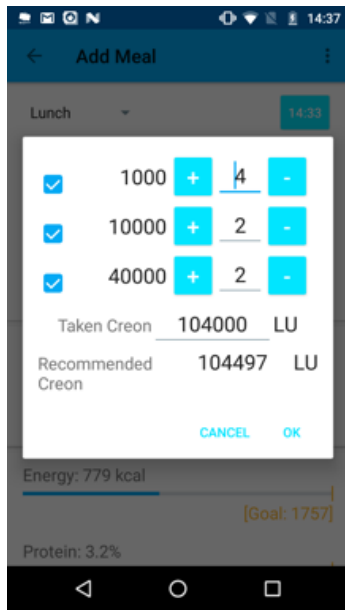 14:37
Add Meal
Lunch
14:33
1000 + 4 -
10000 + 2 -
40000 + 2 -
Taken Creon 104000 LU
Recommended 104497 LU
Creon
CANCEL OK
Energy: 779 kcal
[Goal: 1757]
Protein: 3.2%